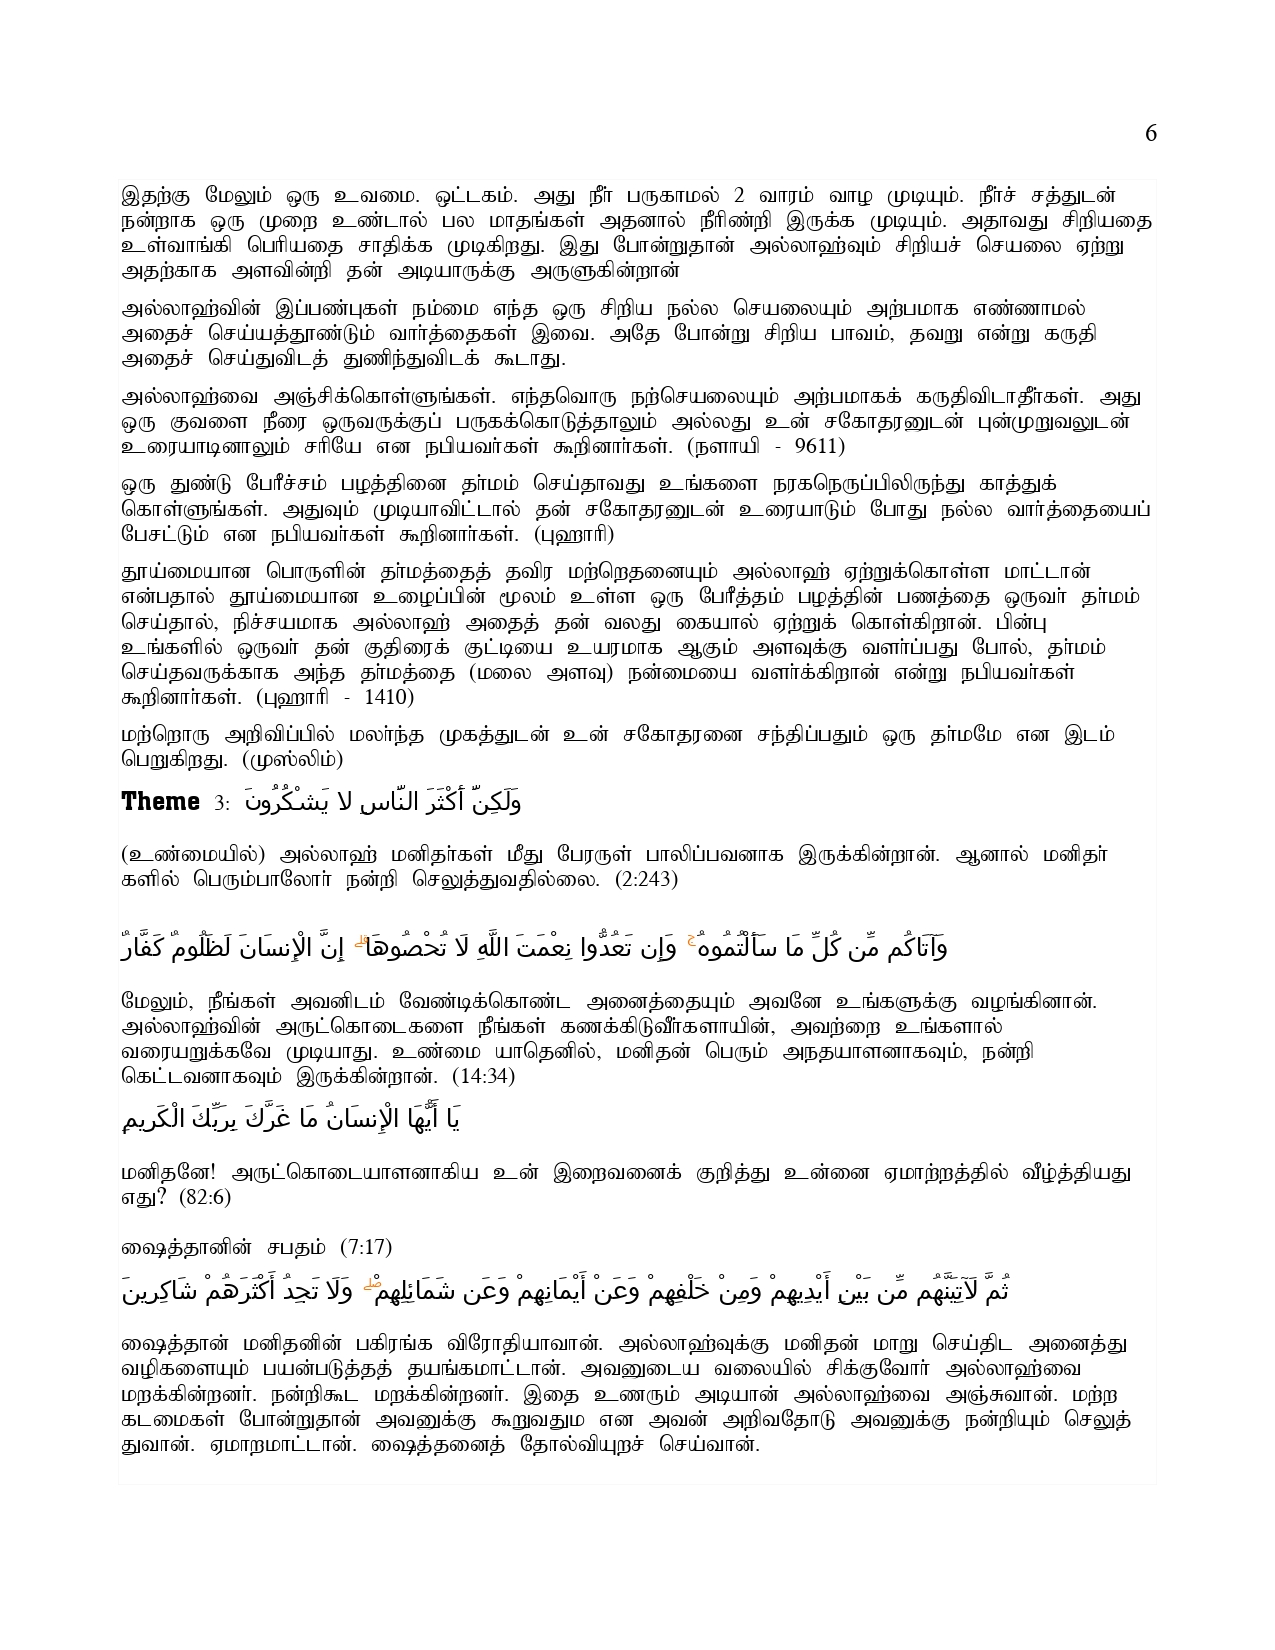 6
இதற்கு மேலும் ஒரு உவமை. ஒட்டகம். அது நீர் பருகாமல் 2 வாரம் வாழ முடியும். நீர்ச் சத்துடன்
நன்றாக ஒரு முறை உண்டால் பல மாதங்கள் அதனால் நீரிண்றி இருக்க முடியும். அதாவது சிறியதை
உள்வாங்கி பெரியதை சாதிக்க முடிகிறது. இது போன்றுதான் அல்லாஹ்வும் சிறியச் செயலை ஏற்று
அதற்காக அளவின்றி தன் அடியாருக்கு அருளுகின்றான்
அல்லாஹ்வின் இப்பண்புகள் நம்மை எந்த ஒரு சிறிய நல்ல செயலையும் அற்பமாக எண்ணாமல்
அதைச் செய்யத்தூண்டும் வார்த்தைகள் இவை. அதே போன்று சிறிய பாவம், தவறு என்று கருதி
அதைச் செய்துவிடத் துணிந்துவிடக் கூடாது.
அல்லாஹ்வை அஞ்சிக்கொள்ளுங்கள். எந்தவொரு நற்செயலையும் அற்பமாகக் கருதிவிடாதீர்கள். அது
ஒரு குவளை நீரை ஒருவருக்குப் பருகக்கொடுத்தாலும் அல்லது உன் சகோதரனுடன் புன்முறுவலுடன்
உரையாடினாலும் சரியே என நபியவர்கள் கூறினார்கள். (நளாயி - 9611)
ஒரு துண்டு பேரீச்சம் பழத்தினை தர்மம் செய்தாவது உங்களை நரகநெருப்பிலிருந்து காத்துக்
கொள்ளுங்கள். அதுவும் முடியாவிட்டால் தன் சகோதரனுடன் உரையாடும் போது நல்ல வார்த்தையைப்
பேசட்டும் என நபியவர்கள் கூறினார்கள். (புஹாரி)
தூய்மையான பொருளின் தர்மத்தைத் தவிர மற்றெதனையும் அல்லாஹ் ஏற்றுக்கொள்ள மாட்டான்
என்பதால் தூய்மையான உழைப்பின் மூலம் உள்ள ஒரு பேரீத்தம் பழத்தின் பணத்தை ஒருவர் தர்மம்
செய்தால், நிச்சயமாக அல்லாஹ் அதைத் தன் வலது கையால் ஏற்றுக் கொள்கிறான். பின்பு
உங்களில் ஒருவர் தன் குதிரைக் குட்டியை உயரமாக ஆகும் அளவுக்கு வளர்ப்பது போல், தர்மம்
செய்தவருக்காக அந்த தர்மத்தை (மலை அளவு) நன்மையை வளர்க்கிறான் என்று நபியவர்கள்
கூறினார்கள். (புஹாரி - 1410)
மற்றொரு அறிவிப்பில் மலர்ந்த முகத்துடன் உன் சகோதரனை சந்திப்பதும் ஒரு தர்மமே என இடம்
பெறுகிறது. (முஸ்லிம்)
Theme 3: وَلَكِنَّ أَكْثَرَ النَّاسِ لا يَشْكُرُونَ
(உண்மையில்) அல்லாஹ் மனிதர்கள் மீது பேரருள் பாலிப்பவனாக இருக்கின்றான். ஆனால் மனிதர்
களில் பெரும்பாலோர் நன்றி செலுத்துவதில்லை. (2:243)
وَآتَاكُم مِّن كُلِّ مَا سَأَلْتُمُوهُ ۚ وَإِن تَعُدُّوا نِعْمَتَ اللَّهِ لَا تُحْصُوهَا ۗ إِنَّ الْإِنسَانَ لَظَلُومٌ كَفَّارٌ
மேலும், நீங்கள் அவனிடம் வேண்டிக்கொண்ட அனைத்தையும் அவனே உங்களுக்கு வழங்கினான்.
அல்லாஹ்வின் அருட்கொடைகளை நீங்கள் கணக்கிடுவீர்களாயின், அவற்றை உங்களால்
வரையறுக்கவே முடியாது. உண்மை யாதெனில், மனிதன் பெரும் அநதயாளனாகவும், நன்றி
கெட்டவனாகவும் இருக்கின்றான். (14:34)
يَا أَيُّهَا الْإِنسَانُ مَا غَرَّكَ بِرَبِّكَ الْكَرِيمِ
மனிதனே! அருட்கொடையாளனாகிய உன் இறைவனைக் குறித்து உன்னை ஏமாற்றத்தில் வீழ்த்தியது
எது? (82:6)
ஷைத்தானின் சபதம் (7:17)
ثُمَّ لَآتِيَنَّهُم مِّن بَيْنِ أَيْدِيهِمْ وَمِنْ خَلْفِهِمْ وَعَنْ أَيْمَانِهِمْ وَعَن شَمَائِلِهِمْ ۖ وَلَا تَجِدُ أَكْثَرَهُمْ شَاكِرِينَ
ஷைத்தான் மனிதனின் பகிரங்க விரோதியாவான். அல்லாஹ்வுக்கு மனிதன் மாறு செய்திட அனைத்து
வழிகளையும் பயன்படுத்தத் தயங்கமாட்டான். அவனுடைய வலையில் சிக்குவோர் அல்லாஹ்வை
மறக்கின்றனர். நன்றிகூட மறக்கின்றனர். இதை உணரும் அடியான் அல்லாஹ்வை அஞ்சுவான். மற்ற
கடமைகள் போன்றுதான் அவனுக்கு கூறுவதும என அவன் அறிவதோடு அவனுக்கு நன்றியும் செலுத்
துவான். ஏமாறமாட்டான். ஷைத்தனைத் தோல்வியுறச் செய்வான்.